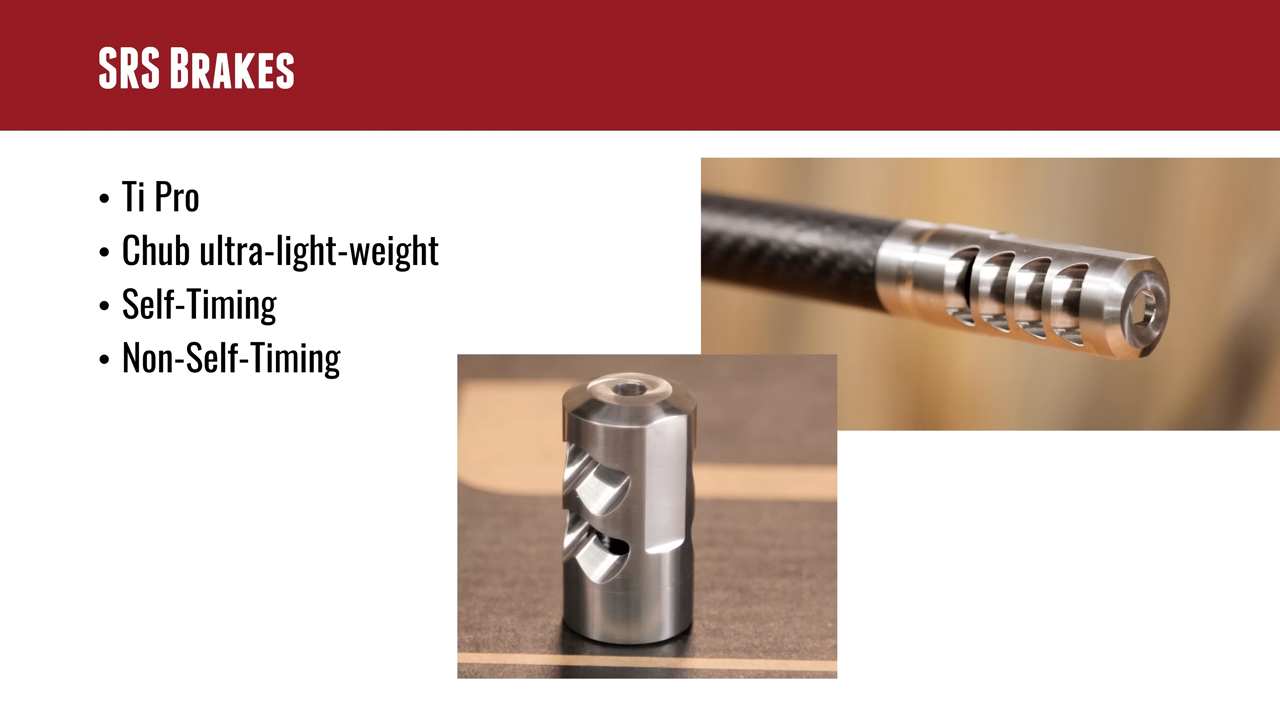 SRS Brakes
• Ti Pro
• Chub ultra-light-weight
• Self-Timing
• Non-Self-Timing